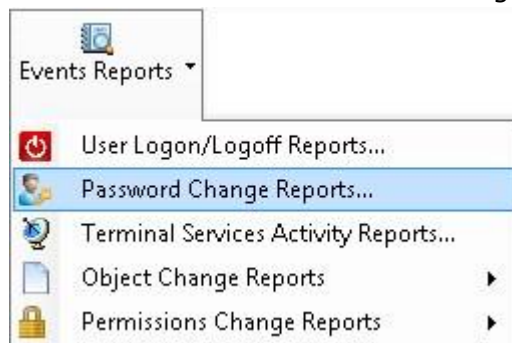 Events Reports
User Logon/Logoff Reports...
Password Change Reports...
Terminal Services Activity Reports...
Object Change Reports
Permissions Change Reports